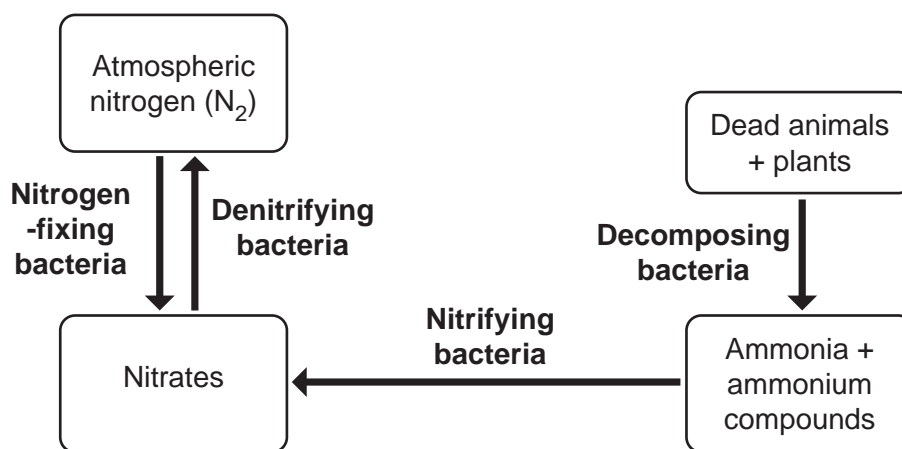 Atmospheric
nitrogen (N₂)
Dead animals
+ plants
Nitrogen
-fixing
bacteria
Denitrifying
bacteria
Decomposing
bacteria
Nitrifying
bacteria
Nitrates
Ammonia +
ammonium
compounds